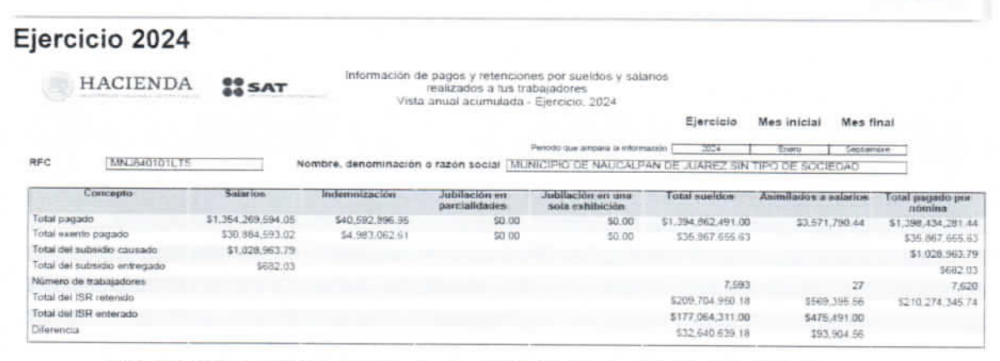 Ejercicio 2024
HACIENDA SAT
Información de pagos y retenciones por sueldos y salarios
realizados a tus trabajadores
Vista anual acumulada - Ejercicio: 2024
Ejercicio Mes inicial Mes final
Periodo que ampara la información 2024 Enero Septiembre
RFC MNJ540101LT5 Nombre, denominación o razón social MUNICIPIO DE NAUCALPAN DE JUAREZ SIN TIPO DE SOCIEDAD
Concepto Salarios Indemnización Jubilación en parcialidades Jubilación en una sola exhibición Total sueldos Asimilados a salarios Total pagado por nómina
Total pagado $1,354,269,594.05 $40,592,896.95 $0.00 $0.00 $1,394,862,491.00 $3,571,790.44 $1,398,434,281.44
Total exento pagado $30,884,593.02 $4,983,062.61 $0.00 $0.00 $35,867,655.63 $35,867,655.63
Total del subsidio causado $1,028,963.79 $1,028,963.79
Total del subsidio entregado $682.03 $682.03
Número de trabajadores 7,593 27 7,620
Total del ISR retenido $209,704,950.18 $569,395.56 $210,274,345.74
Total del ISR enterado $177,064,311.00 $475,491.00
Diferencia $32,640,639.18 $93,904.56